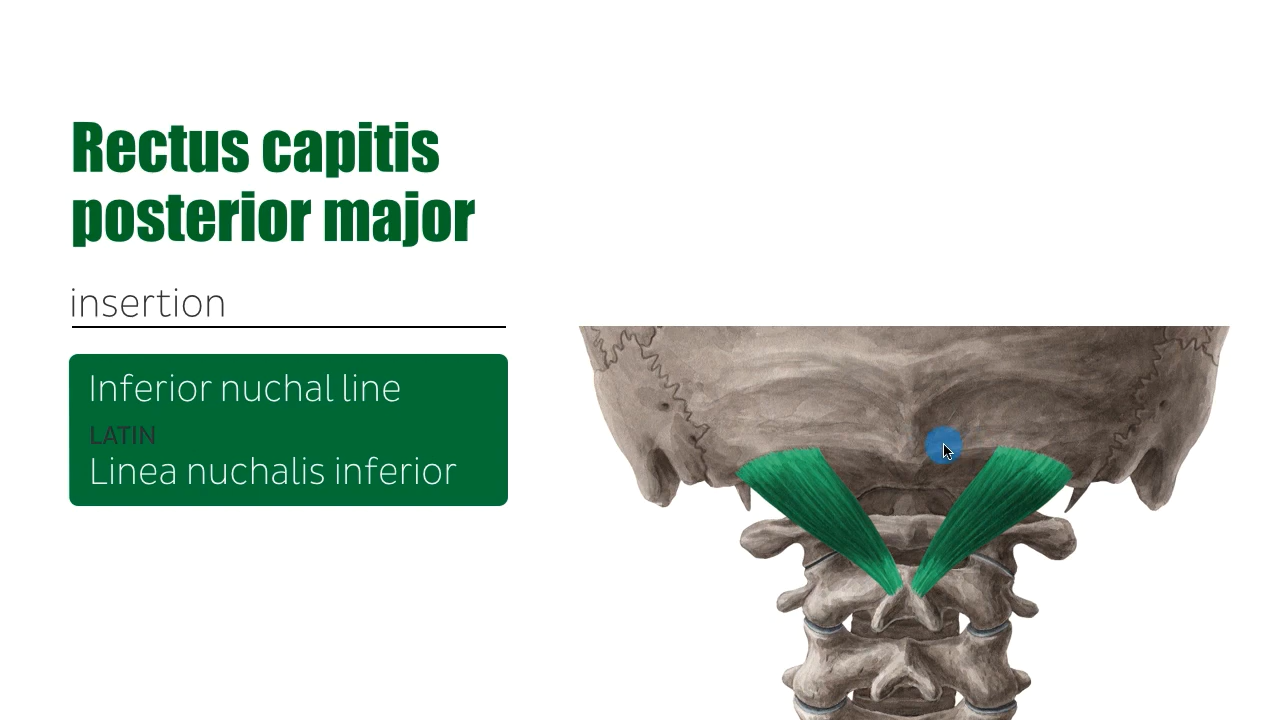 Rectus capitis
posterior major
insertion
Inferior nuchal line
LATIN
Linea nuchalis inferior